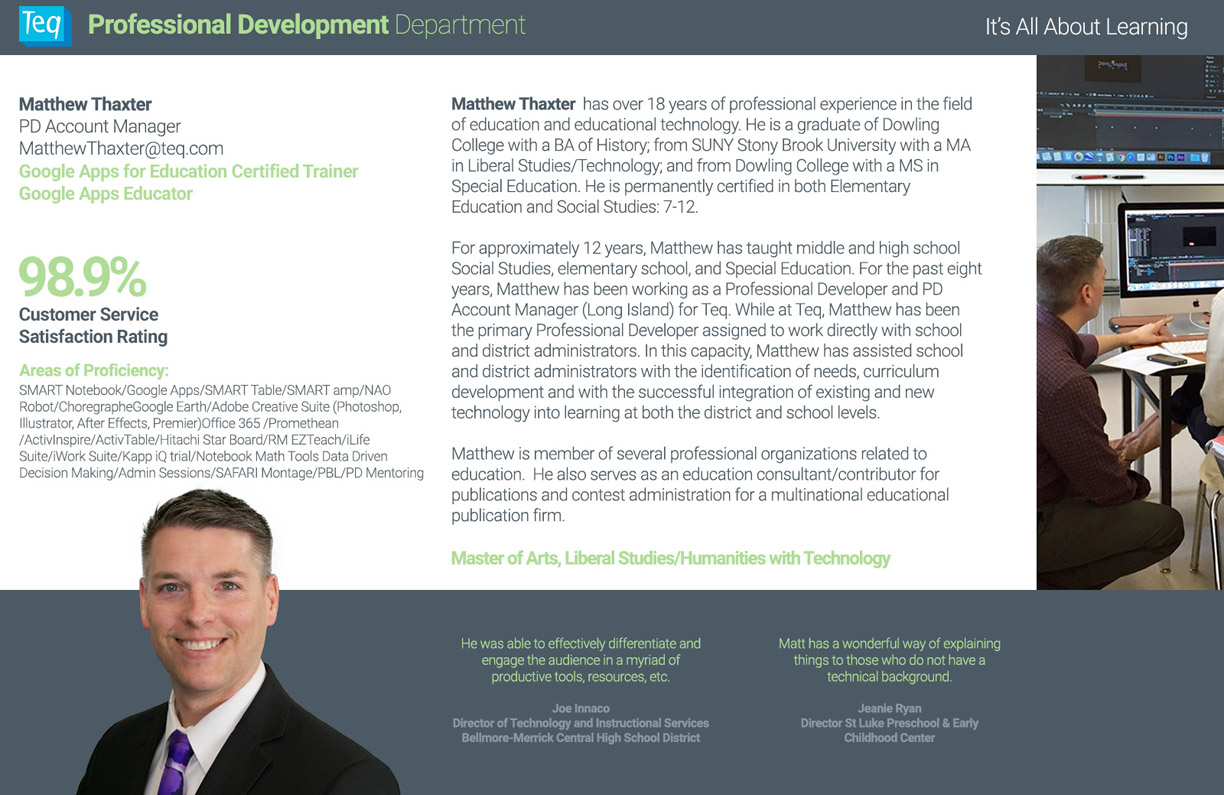 Teq
Professional Development Department
It's All About Learning
Matthew Thaxter
PD Account Manager
MatthewThaxter@teq.com
Google Apps for Education Certified Trainer
Google Apps Educator
98.9%
Customer Service
Satisfaction Rating
Areas of Proficiency:
SMART Notebook/Google Apps/SMART Table/SMART amp/NAO
Robot/ChoregrapheGoogle Earth/Adobe Creative Suite (Photoshop,
Illustrator, After Effects, Premier)Office 365 /Promethean
/ActivInspire/ActivTable/Hitachi Star Board/RM EZTeach/iLife
Suite/iWork Suite/Kapp iQ trial/Notebook Math Tools Data Driven
Decision Making/Admin Sessions/SAFARI Montage/PBL/PD Mentoring
Matthew Thaxter has over 18 years of professional experience in the field
of education and educational technology. He is a graduate of Dowling
College with a BA of History; from SUNY Stony Brook University with a MA
in Liberal Studies/Technology; and from Dowling College with a MS in
Special Education. He is permanently certified in both Elementary
Education and Social Studies: 7-12.
For approximately 12 years, Matthew has taught middle and high school
Social Studies, elementary school, and Special Education. For the past eight
years, Matthew has been working as a Professional Developer and PD
Account Manager (Long Island) for Teq. While at Teq, Matthew has been
the primary Professional Developer assigned to work directly with school
and district administrators. In this capacity, Matthew has assisted school
and district administrators with the identification of needs, curriculum
development and with the successful integration of existing and new
technology into learning at both the district and school levels.
Matthew is member of several professional organizations related to
education. He also serves as an education consultant/contributor for
publications and contest administration for a multinational educational
publication firm.
Master of Arts, Liberal Studies/Humanities with Technology
He was able to effectively differentiate and
engage the audience in a myriad of
productive tools, resources, etc.
Joe Innaco
Director of Technology and Instructional Services
Bellmore-Merrick Central High School District
Matt has a wonderful way of explaining
things to those who do not have a
technical background.
Jeanie Ryan
Director St Luke Preschool & Early
Childhood Center